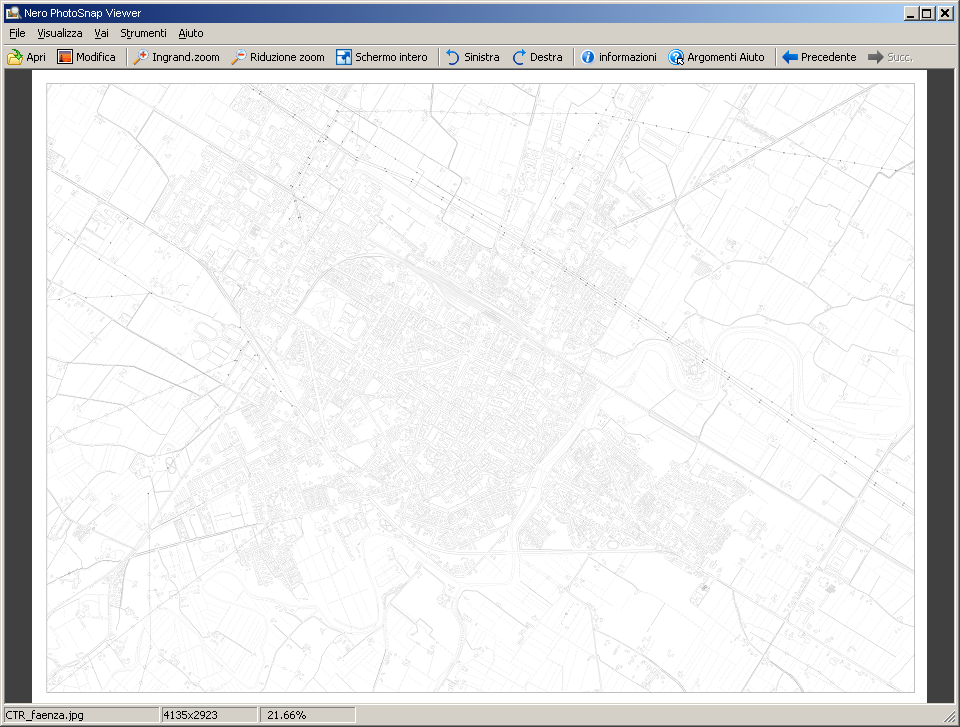 Nero PhotoSnap Viewer
File Visualizza Vai Strumenti Aiuto
Apri Modifica Ingrand.zoom Riduzione zoom Schermo intero Sinistra Destra informazioni Argomenti Aiuto Precedente Succ.
CTR_faenza.jpg 4135x2923 21.66%